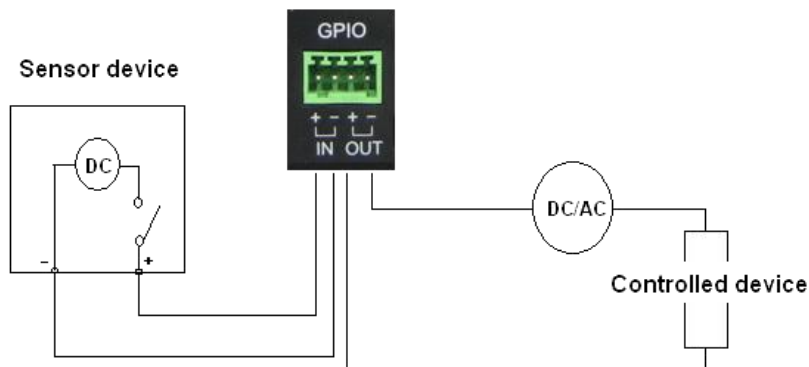 GPIO
Sensor device
+ - + -
IN OUT
DC
- +
DC/AC
Controlled device